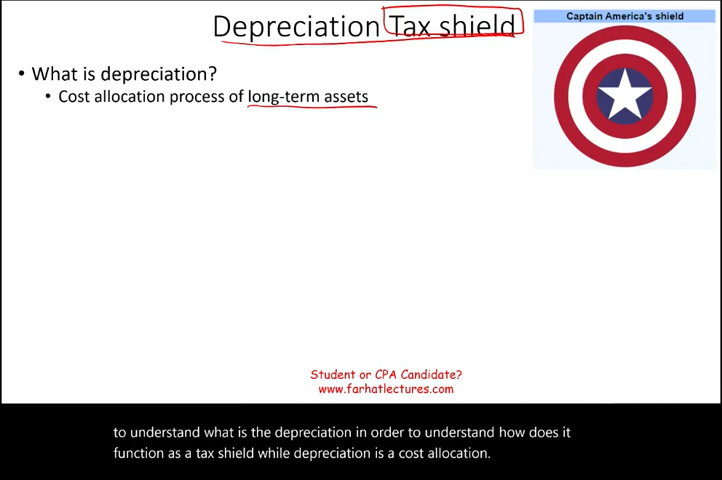 Depreciation Tax shield
Captain America's shield
• What is depreciation?
• Cost allocation process of long-term assets
Student or CPA Candidate?
www.farhatlectures.com
to understand what is the depreciation in order to understand how does it
function as a tax shield while depreciation is a cost allocation.